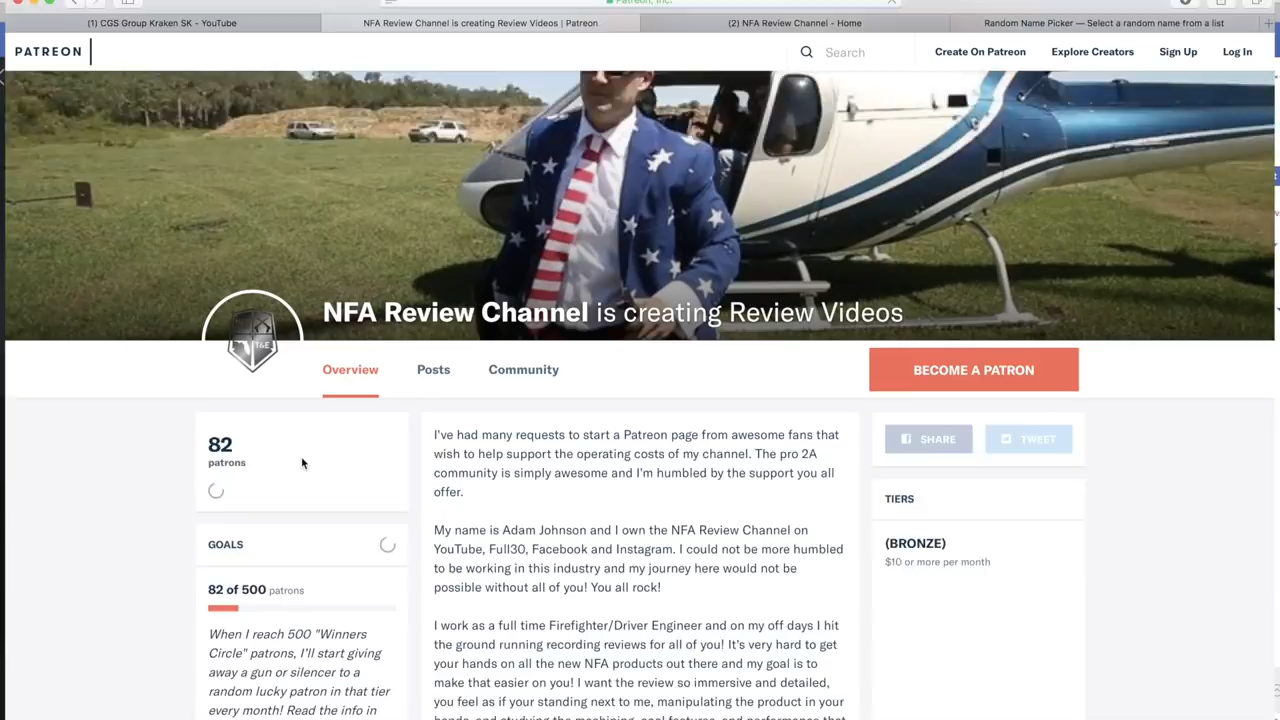 Patreon, Inc.
(1) CGS Group Kraken SK - YouTube
NFA Review Channel is creating Review Videos | Patreon
(2) NFA Review Channel - Home
Random Name Picker — Select a random name from a list
PATREON
Search
Create On Patreon
Explore Creators
Sign Up
Log In
T&E
NFA Review Channel is creating Review Videos
Overview
Posts
Community
BECOME A PATRON
82
patrons
GOALS
82 of 500 patrons
When I reach 500 "Winners
Circle" patrons, I'll start giving
away a gun or silencer to a
random lucky patron in that tier
every month! Read the info in
I've had many requests to start a Patreon page from awesome fans that
wish to help support the operating costs of my channel. The pro 2A
community is simply awesome and I'm humbled by the support you all
offer.
My name is Adam Johnson and I own the NFA Review Channel on
YouTube, Full30, Facebook and Instagram. I could not be more humbled
to be working in this industry and my journey here would not be
possible without all of you! You all rock!
I work as a full time Firefighter/Driver Engineer and on my off days I hit
the ground running recording reviews for all of you! It's very hard to get
your hands on all the new NFA products out there and my goal is to
make that easier on you! I want the review so immersive and detailed,
you feel as if your standing next to me, manipulating the product in your
hands, and studying the machining, cool features, and performance that
SHARE
TWEET
TIERS
(BRONZE)
$10 or more per month